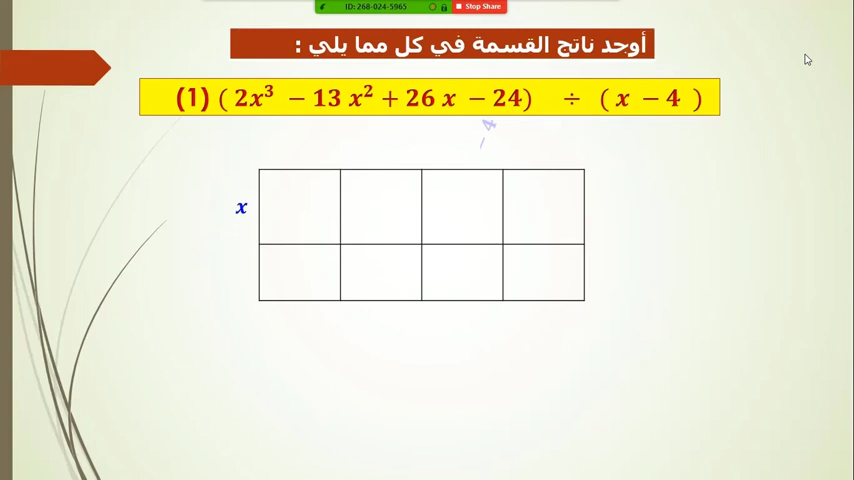 ID: 268-024-5965 Stop Share
أوجد ناتج القسمة في كل مما يلي :
(1) ( 2x³ − 13 x² + 26 x − 24) ÷ ( x − 4 )
− 4
x